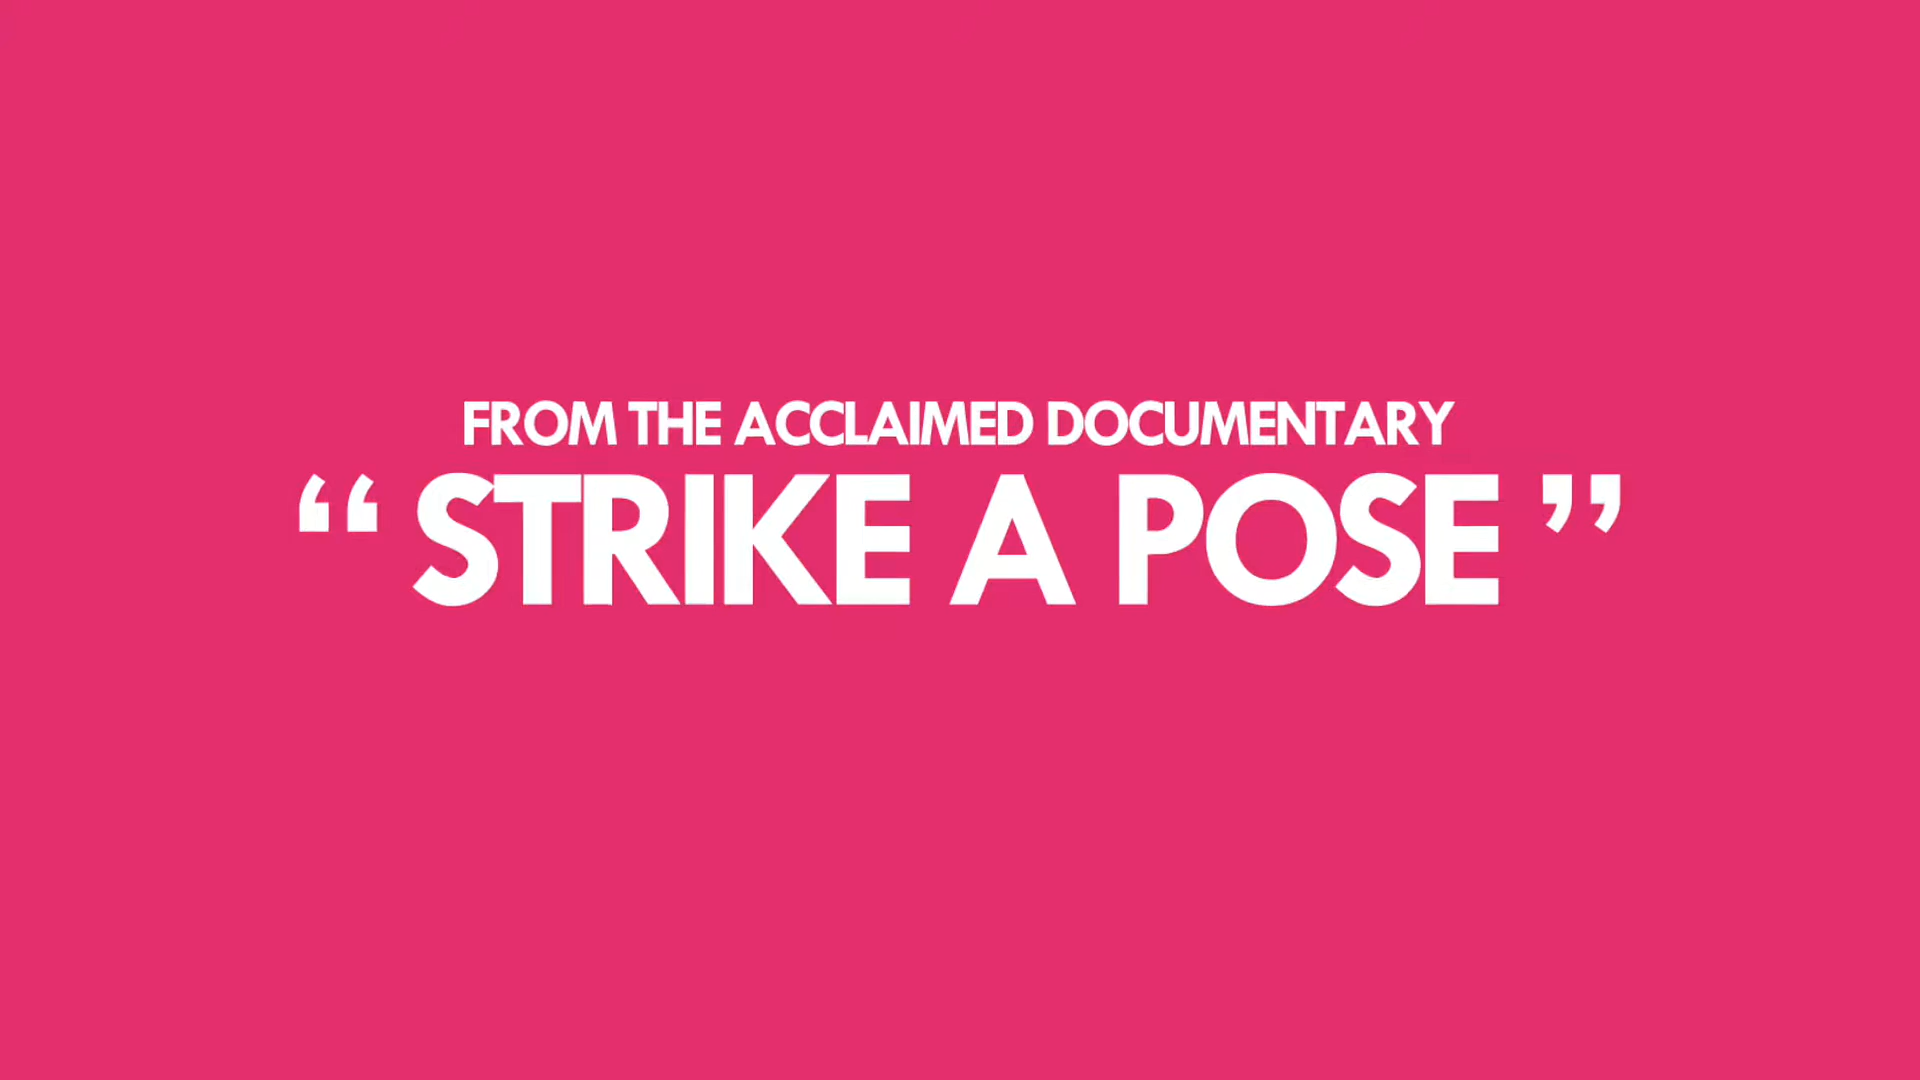 FROM THE ACCLAIMED DOCUMENTARY
“ STRIKE A POSE ”